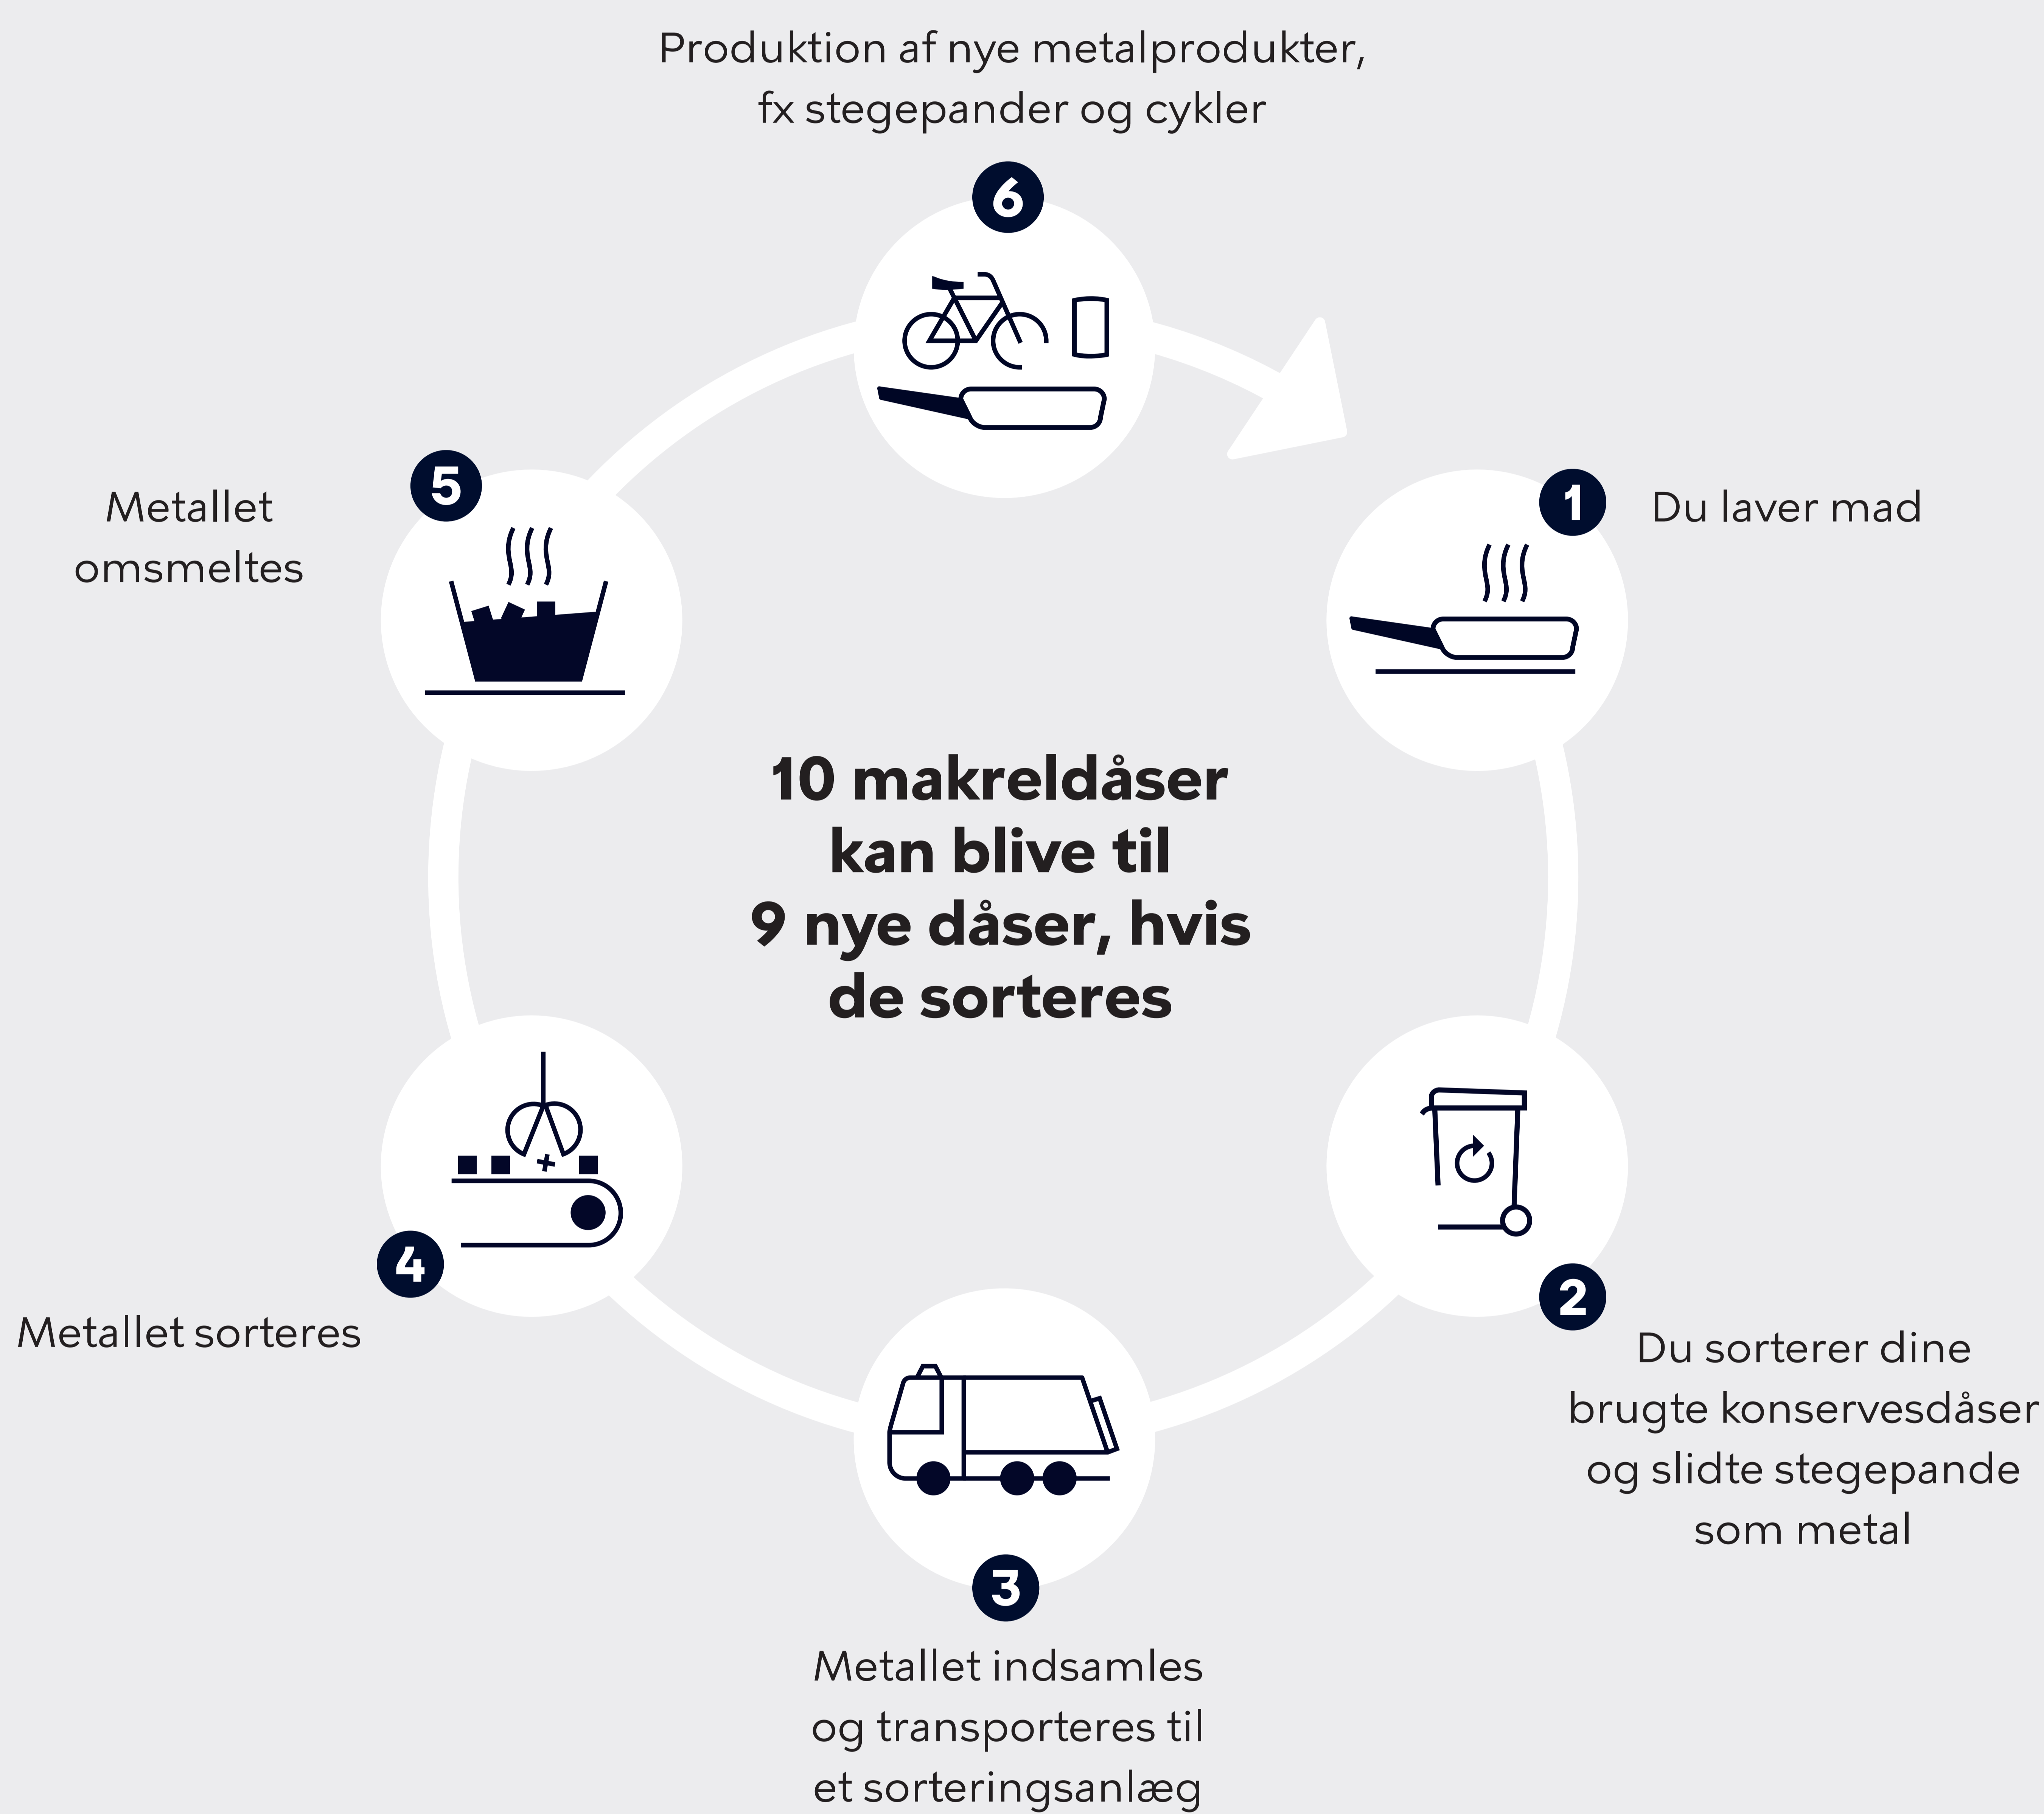 Produktion af nye metalprodukter,
fx stegepander og cykler
6
1
Du laver mad
5
Metallet
omsmeltes
10 makreldåser
kan blive til
9 nye dåser, hvis
de sorteres
2
Du sorterer dine
brugte konservesdåser
og slidte stegepande
som metal
4
Metallet sorteres
3
Metallet indsamles
og transporteres til
et sorteringsanlæg